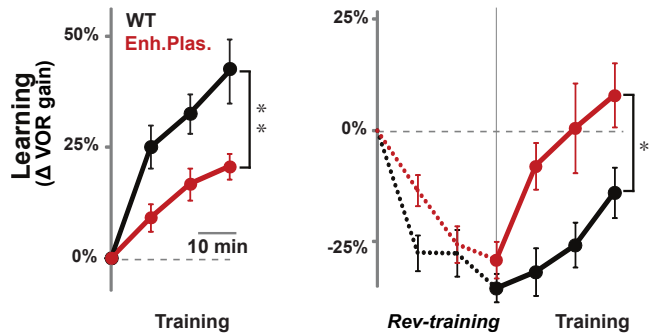 Learning
(Δ VOR gain)
50%
25%
0%
WT
Enh.Plas.
* *
10 min
Training
25%
0%
-25%
*
Rev-training
Training